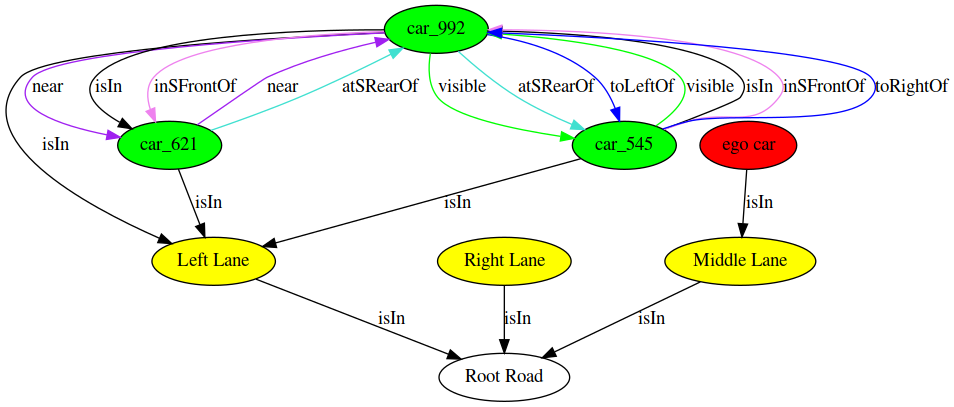 car_992
near
isIn
inSFrontOf
near
atSRearOf
visible
atSRearOf
toLeftOf
visible
isIn
inSFrontOf
toRightOf
isIn
car_621
car_545
ego car
isIn
isIn
isIn
Left Lane
Right Lane
Middle Lane
isIn
isIn
isIn
Root Road